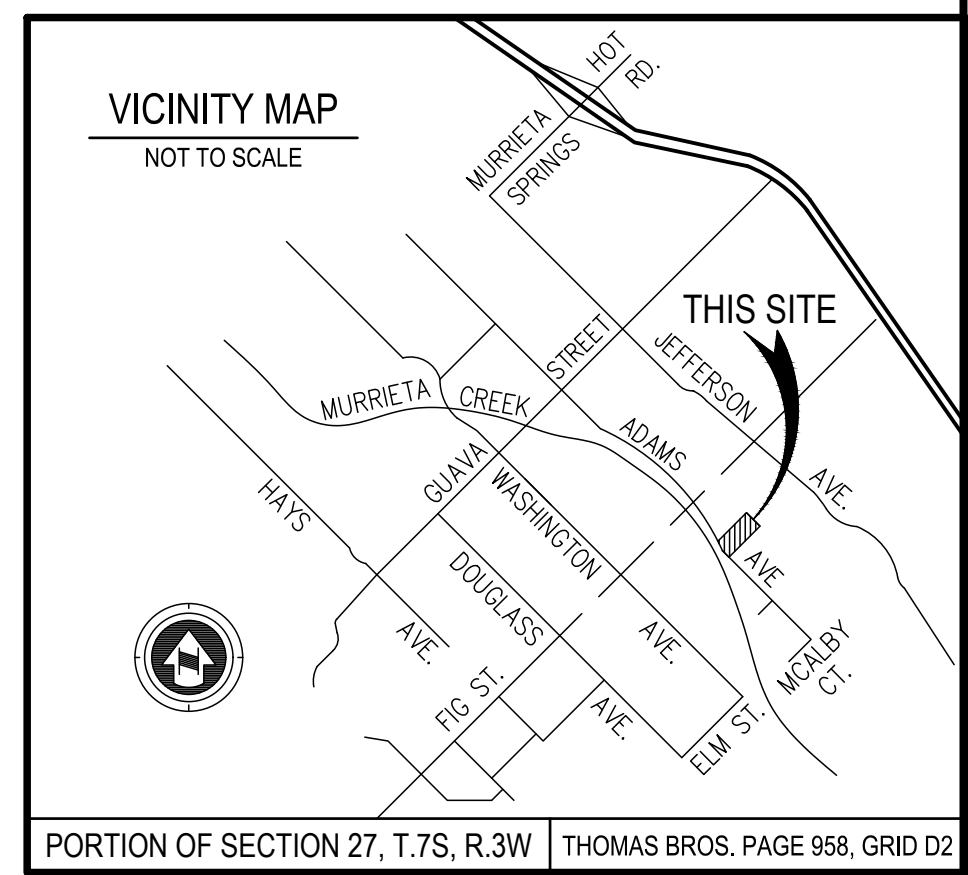 VICINITY MAP
NOT TO SCALE
HOT
RD.
MURRIETA
SPRINGS
THIS SITE
STREET
JEFFERSON
MURRIETA
CREEK
ADAMS
GUAVA
WASHINGTON
AVE.
HAYS
DOUGLASS
AVE
AVE.
AVE.
MCALBY
CT.
FIG ST.
AVE.
ELM ST.
PORTION OF SECTION 27, T.7S, R.3W
THOMAS BROS. PAGE 958, GRID D2